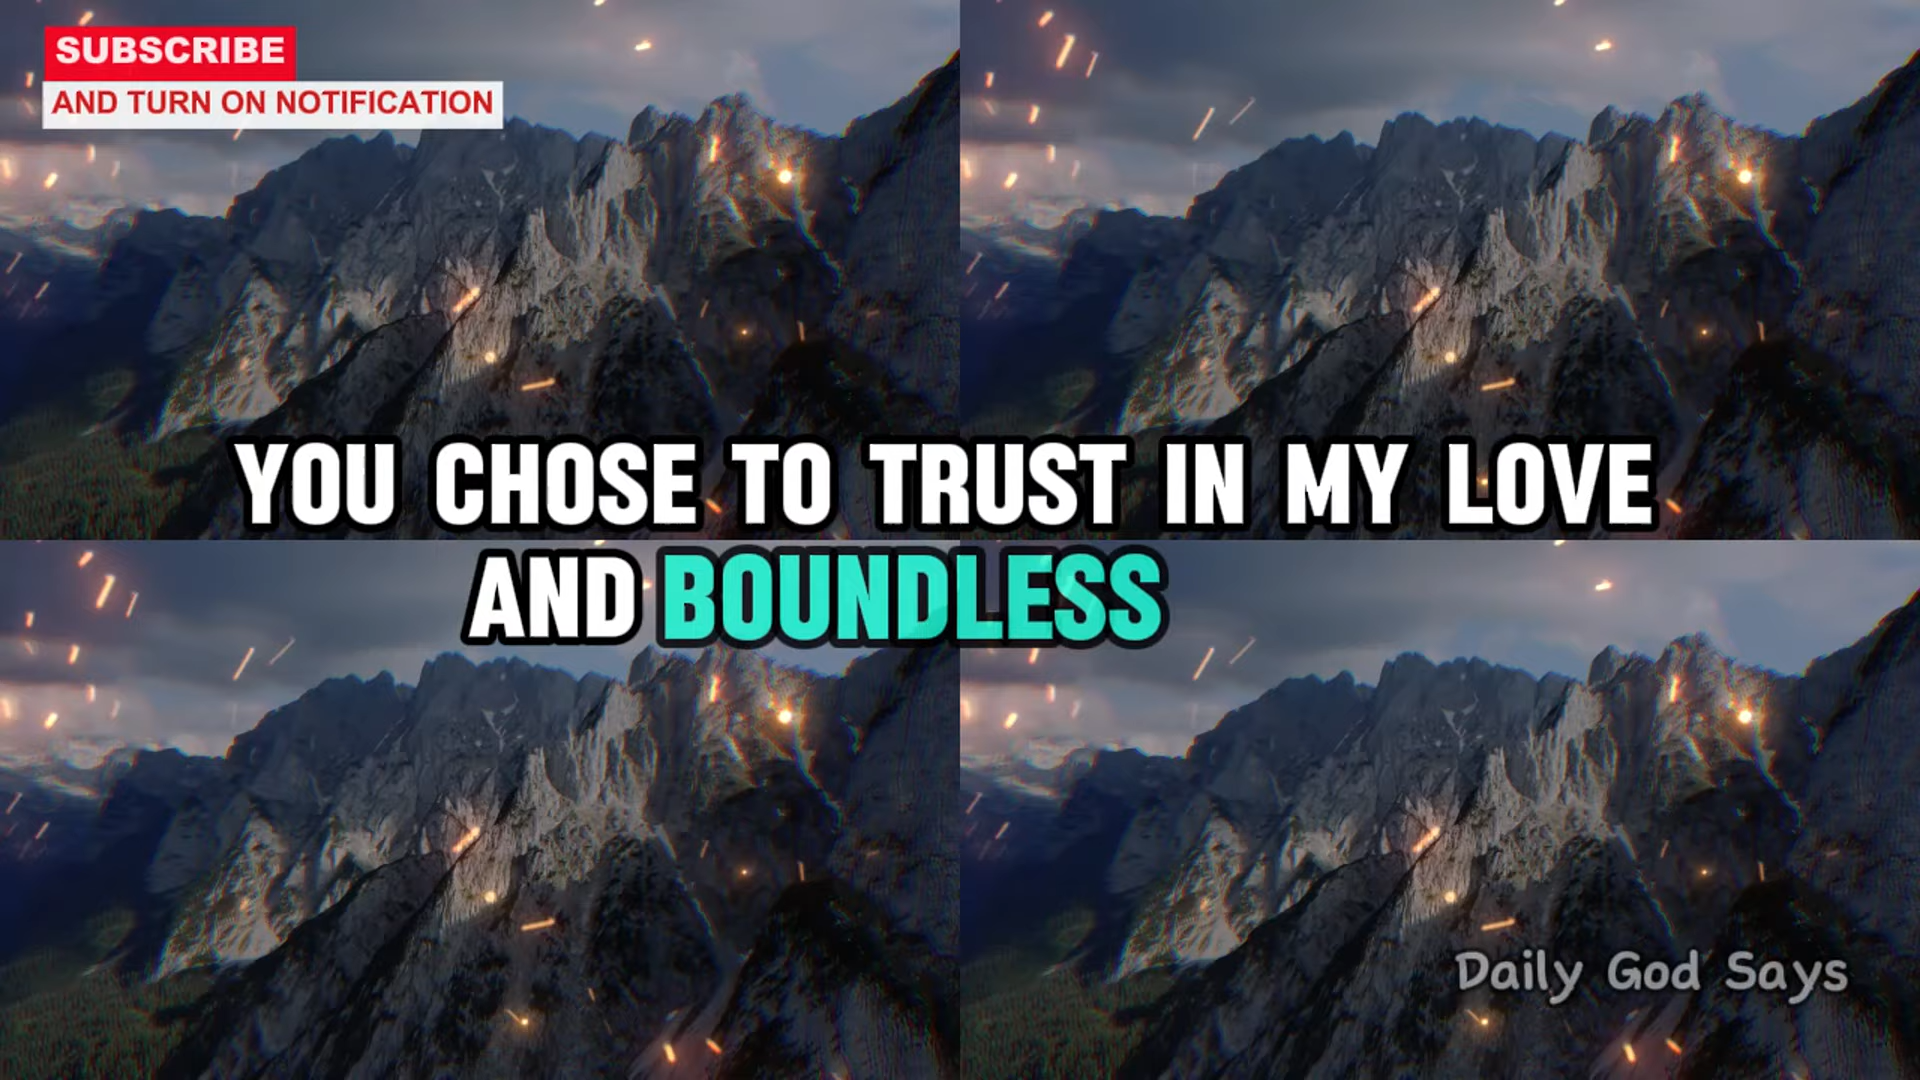 SUBSCRIBE
AND TURN ON NOTIFICATION
YOU CHOSE TO TRUST IN MY LOVE
AND BOUNDLESS
Daily God Says